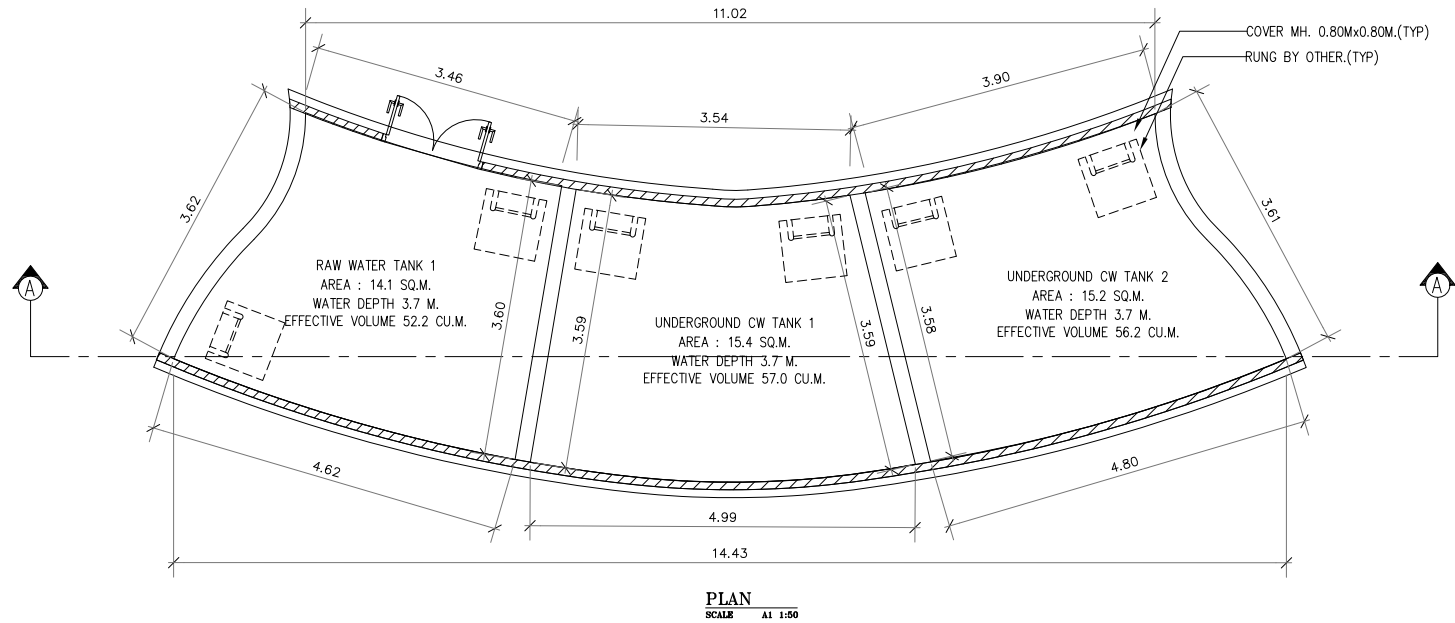 11.02
COVER MH. 0.80Mx0.80M.(TYP)
RUNG BY OTHER.(TYP)
3.46
3.90
3.54
3.62
3.61
A
A
RAW WATER TANK 1
AREA : 14.1 SQ.M.
WATER DEPTH 3.7 M.
EFFECTIVE VOLUME 52.2 CU.M.
3.60
3.59
UNDERGROUND CW TANK 1
AREA : 15.4 SQ.M.
WATER DEPTH 3.7 M.
EFFECTIVE VOLUME 57.0 CU.M.
3.59
3.58
UNDERGROUND CW TANK 2
AREA : 15.2 SQ.M.
WATER DEPTH 3.7 M.
EFFECTIVE VOLUME 56.2 CU.M.
4.62
4.80
4.99
14.43
PLAN
SCALE A1 1:50